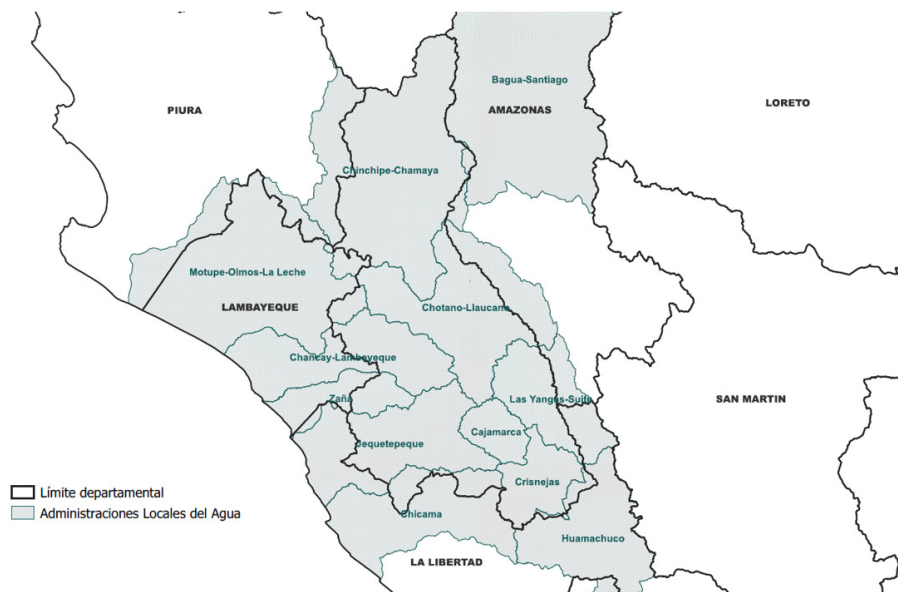 Bagua-Santiago
AMAZONAS
LORETO
PIURA
Chinchipe-Chamaya
Motupe-Olmos-La Leche
LAMBAYEQUE
Chotano-Llaucano
Chancay-Lambayeque
Zaña
Las Yangas-Suite
SAN MARTIN
Cajamarca
Jequetepeque
Crisnejas
Límite departamental
Administraciones Locales del Agua
Chicama
Huamachuco
LA LIBERTAD